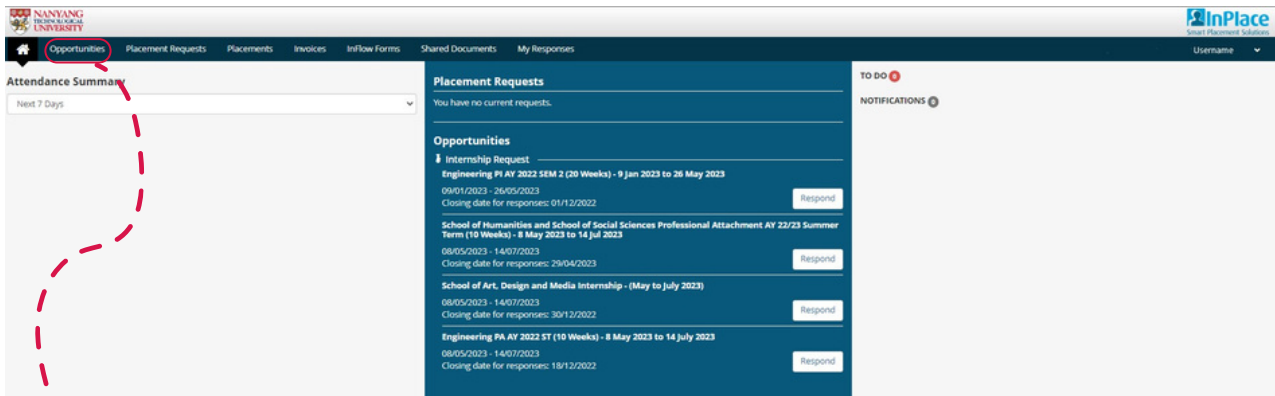 NANYANG
TECHNOLOGICAL
UNIVERSITY
InPlace
Smart Placement Solutions
Opportunities Placement Requests Placements Invoices InFlow Forms Shared Documents My Responses Username
Attendance Summary
Next 7 Days
Placement Requests
You have no current requests.
Opportunities
Internship Request
Engineering PI AY 2022 SEM 2 (20 Weeks) - 9 Jan 2023 to 26 May 2023
09/01/2023 - 26/05/2023
Closing date for responses: 01/12/2022
Respond
School of Humanities and School of Social Sciences Professional Attachment AY 22/23 Summer
Term (10 Weeks) - 8 May 2023 to 14 Jul 2023
08/05/2023 - 14/07/2023
Closing date for responses: 29/04/2023
Respond
School of Art, Design and Media Internship - (May to July 2023)
08/05/2023 - 14/07/2023
Closing date for responses: 30/12/2022
Respond
Engineering PA AY 2022 ST (10 Weeks) - 8 May 2023 to 14 July 2023
08/05/2023 - 14/07/2023
Closing date for responses: 18/12/2022
Respond
TO DO 0
NOTIFICATIONS 0